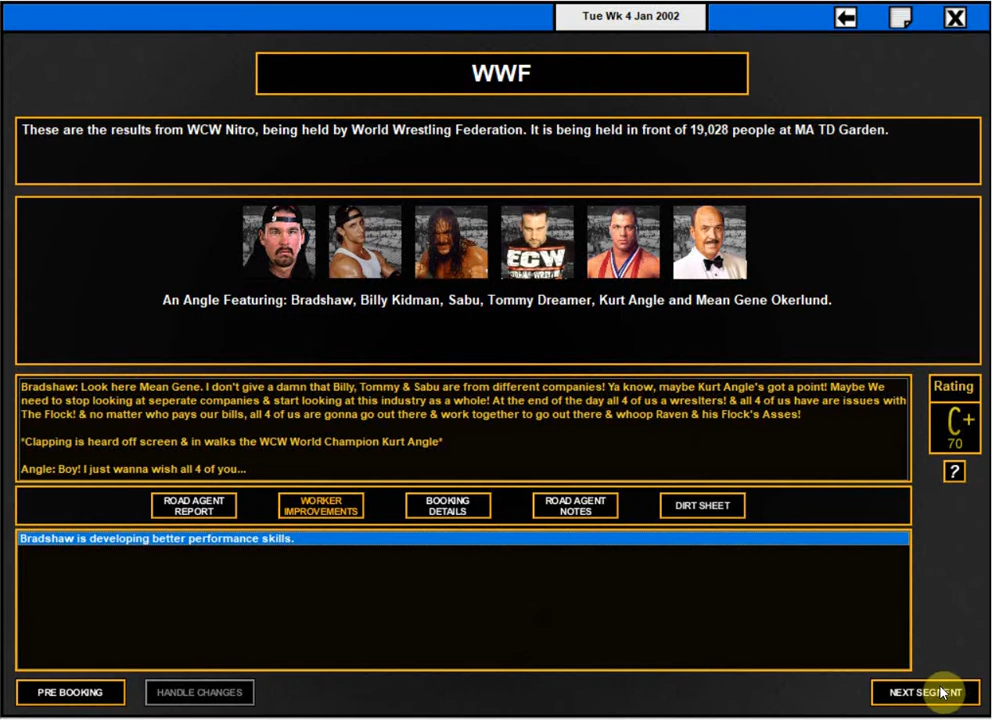 Tue Wk 4 Jan 2002
WWF
These are the results from WCW Nitro, being held by World Wrestling Federation. It is being held in front of 19,028 people at MA TD Garden.
ECW
An Angle Featuring: Bradshaw, Billy Kidman, Sabu, Tommy Dreamer, Kurt Angle and Mean Gene Okerlund.
Bradshaw: Look here Mean Gene. I don't give a damn that Billy, Tommy & Sabu are from different companies! Ya know, maybe Kurt Angle's got a point! Maybe We
need to stop looking at seperate companies & start looking at this industry as a whole! At the end of the day all 4 of us a wreslters! & all 4 of us have are issues with
The Flock! & no matter who pays our bills, all 4 of us are gonna go out there & work together to go out there & whoop Raven & his Flock's Asses!
*Clapping is heard off screen & in walks the WCW World Champion Kurt Angle*
Angle: Boy! I just wanna wish all 4 of you...
Rating
C+
70
?
ROAD AGENT
REPORT
WORKER
IMPROVEMENTS
BOOKING
DETAILS
ROAD AGENT
NOTES
DIRT SHEET
Bradshaw is developing better performance skills.
PRE BOOKING
HANDLE CHANGES
NEXT SEGMENT